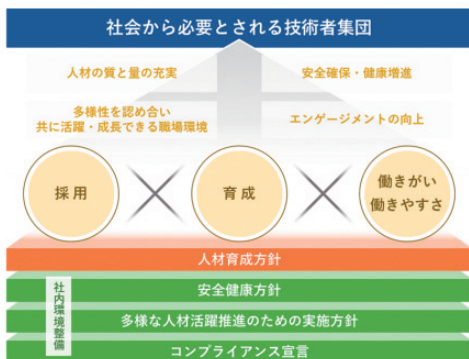 社会から必要とされる技術者集団
人材の質と量の充実
安全確保・健康増進
多様性を認め合い
共に活躍・成長できる職場環境
エンゲージメントの向上
採用
育成
働きがい
働きやすさ
人材育成方針
社内環境整備
安全健康方針
多様な人材活躍推進のための実施方針
コンプライアンス宣言